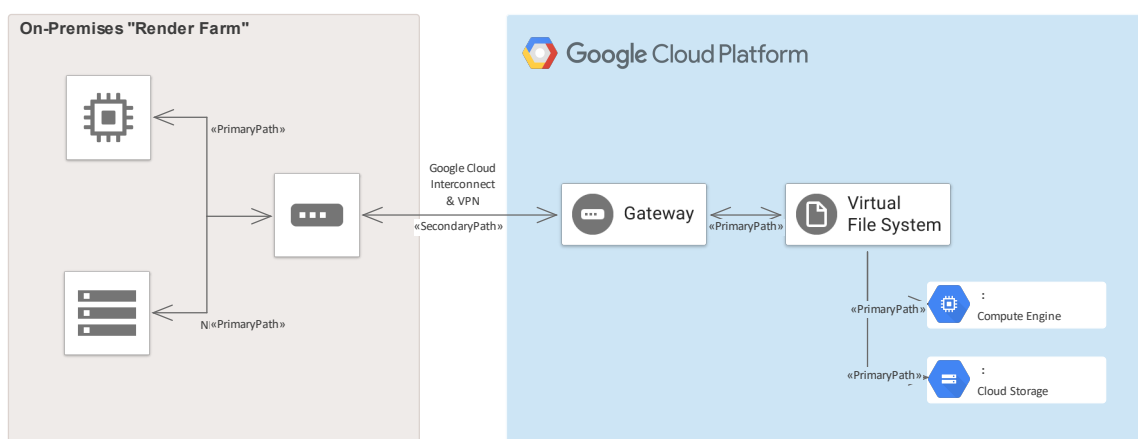 On-Premises "Render Farm"
«PrimaryPath»
«PrimaryPath»
Google Cloud
Interconnect
& VPN
«SecondaryPath»
Google Cloud Platform
Gateway
«PrimaryPath»
Virtual
File System
«PrimaryPath»
:
Compute Engine
«PrimaryPath»
:
Cloud Storage